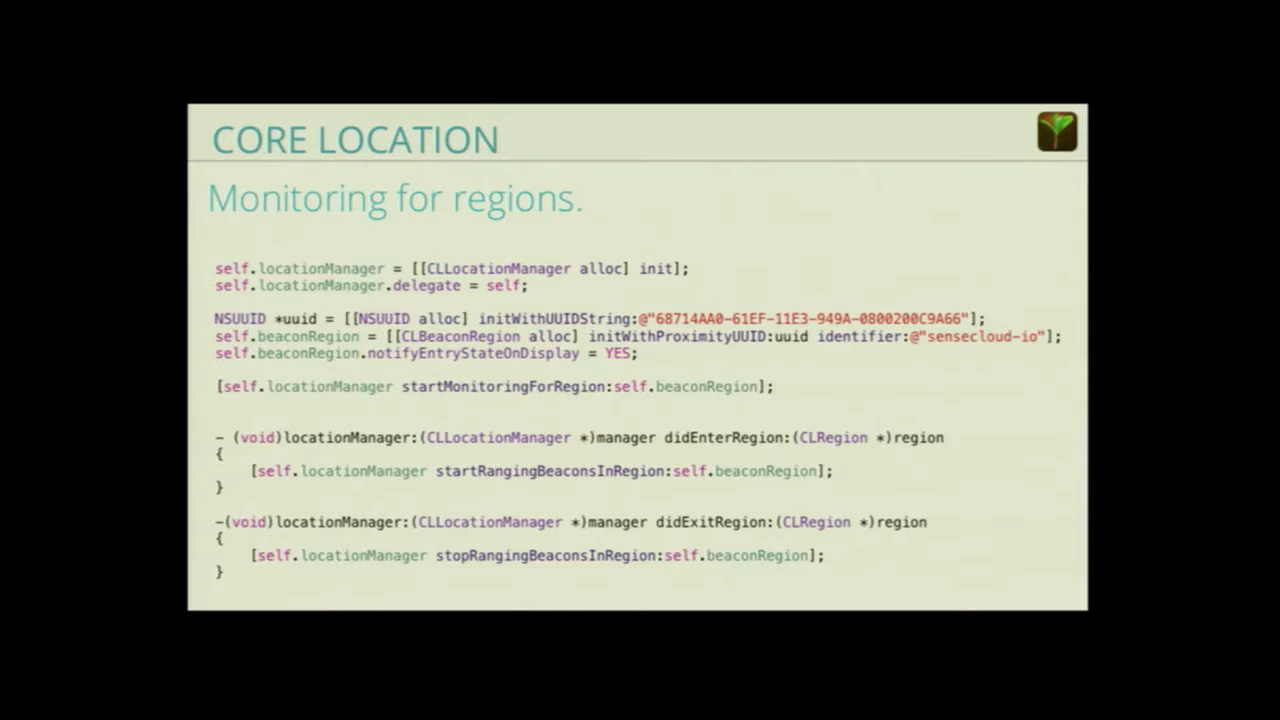 CORE LOCATION
Monitoring for regions.
self.locationManager = [[CLLocationManager alloc] init];
self.locationManager.delegate = self;
NSUUID *uuid = [[NSUUID alloc] initWithUUIDString:@"68714AA0-61EF-11E3-949A-0800200C9A66"];
self.beaconRegion = [[CLBeaconRegion alloc] initWithProximityUUID:uuid identifier:@"sensecloud-io"];
self.beaconRegion.notifyEntryStateOnDisplay = YES;
[self.locationManager startMonitoringForRegion:self.beaconRegion];
- (void)locationManager:(CLLocationManager *)manager didEnterRegion:(CLRegion *)region
{
[self.locationManager startRangingBeaconsInRegion:self.beaconRegion];
}
-(void)locationManager:(CLLocationManager *)manager didExitRegion:(CLRegion *)region
{
[self.locationManager stopRangingBeaconsInRegion:self.beaconRegion];
}